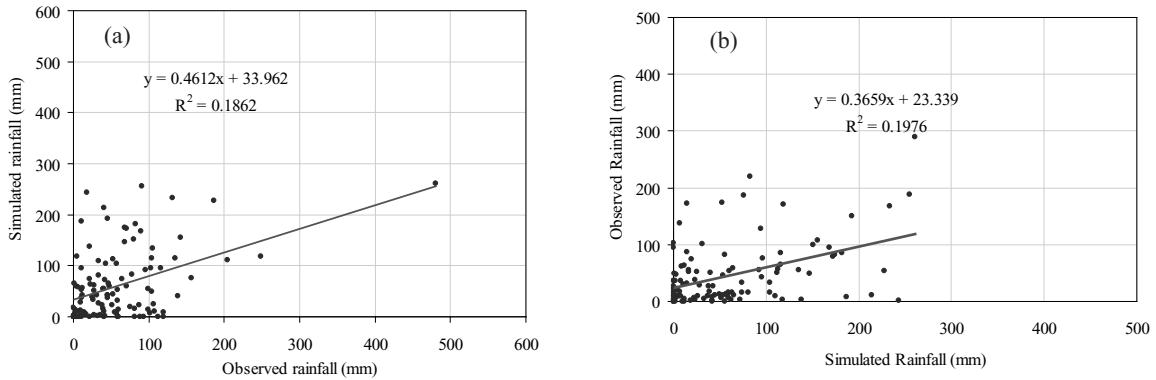 (a)
y = 0.4612x + 33.962
R² = 0.1862
Simulated rainfall (mm)
600
500
400
300
200
100
0
0 100 200 300 400 500 600
Observed rainfall (mm)
(b)
y = 0.3659x + 23.339
R² = 0.1976
Observed Rainfall (mm)
500
400
300
200
100
0
0 100 200 300 400 500
Simulated Rainfall (mm)